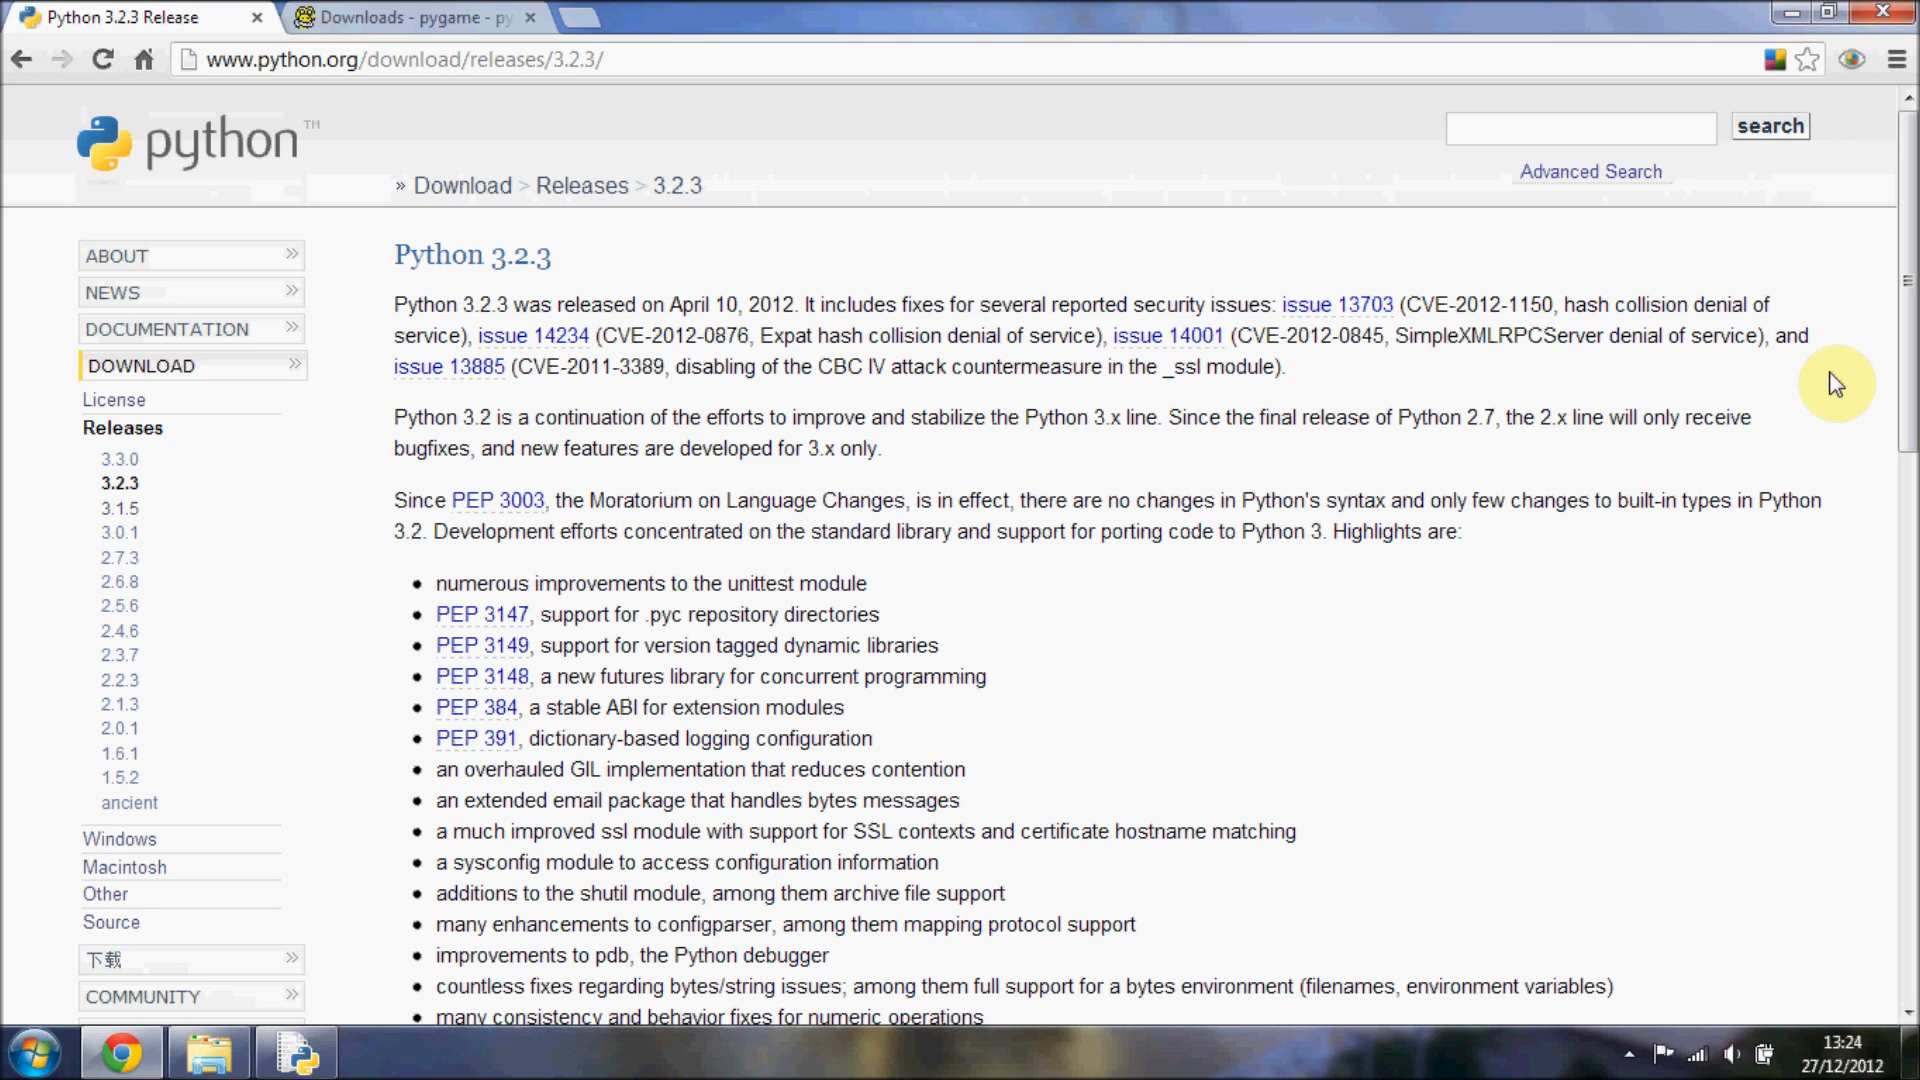 Python 3.2.3 Release
Downloads - pygame - py
www.python.org/download/releases/3.2.3/
python™
search
Advanced Search
» Download > Releases > 3.2.3
ABOUT
NEWS
DOCUMENTATION
DOWNLOAD
License
Releases
3.3.0
3.2.3
3.1.5
3.0.1
2.7.3
2.6.8
2.5.6
2.4.6
2.3.7
2.2.3
2.1.3
2.0.1
1.6.1
1.5.2
ancient
Windows
Macintosh
Other
Source
下载
COMMUNITY
Python 3.2.3
Python 3.2.3 was released on April 10, 2012. It includes fixes for several reported security issues: issue 13703 (CVE-2012-1150, hash collision denial of
service), issue 14234 (CVE-2012-0876, Expat hash collision denial of service), issue 14001 (CVE-2012-0845, SimpleXMLRPCServer denial of service), and
issue 13885 (CVE-2011-3389, disabling of the CBC IV attack countermeasure in the _ssl module).
Python 3.2 is a continuation of the efforts to improve and stabilize the Python 3.x line. Since the final release of Python 2.7, the 2.x line will only receive
bugfixes, and new features are developed for 3.x only.
Since PEP 3003, the Moratorium on Language Changes, is in effect, there are no changes in Python's syntax and only few changes to built-in types in Python
3.2. Development efforts concentrated on the standard library and support for porting code to Python 3. Highlights are:
• numerous improvements to the unittest module
• PEP 3147, support for .pyc repository directories
• PEP 3149, support for version tagged dynamic libraries
• PEP 3148, a new futures library for concurrent programming
• PEP 384, a stable ABI for extension modules
• PEP 391, dictionary-based logging configuration
• an overhauled GIL implementation that reduces contention
• an extended email package that handles bytes messages
• a much improved ssl module with support for SSL contexts and certificate hostname matching
• a sysconfig module to access configuration information
• additions to the shutil module, among them archive file support
• many enhancements to configparser, among them mapping protocol support
• improvements to pdb, the Python debugger
• countless fixes regarding bytes/string issues; among them full support for a bytes environment (filenames, environment variables)
• many consistency and behavior fixes for numeric operations
13:24
27/12/2012